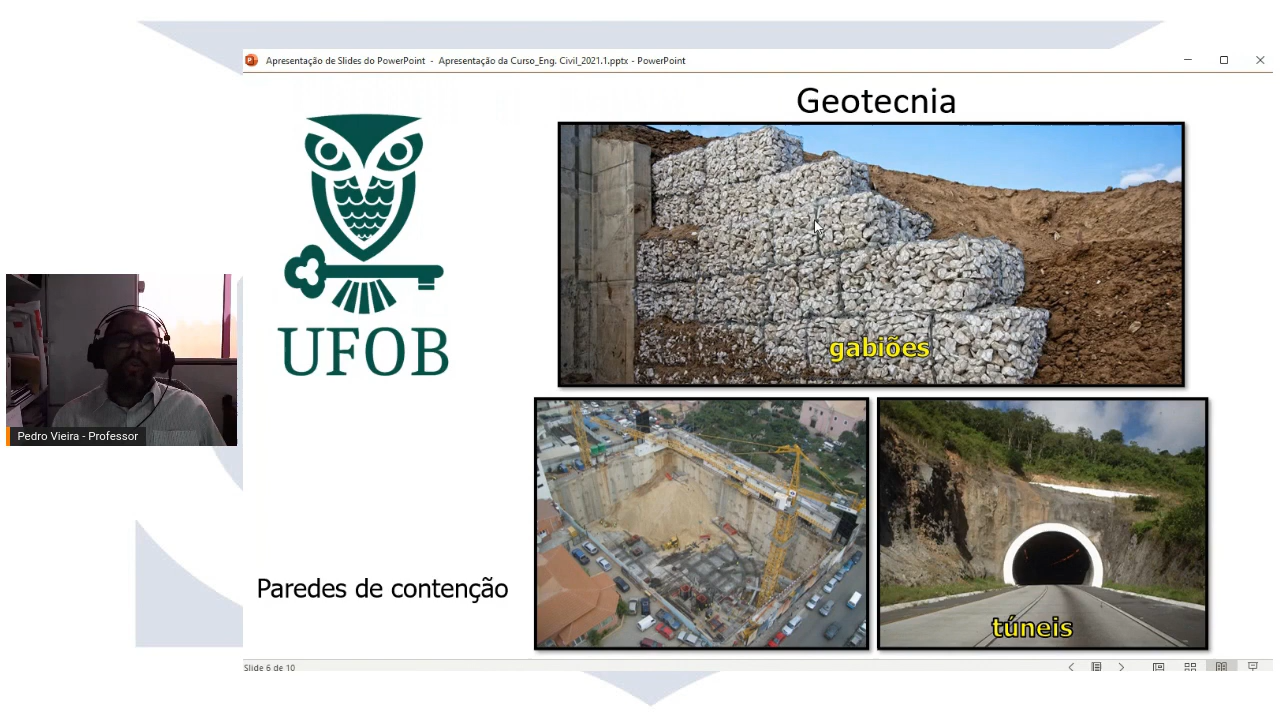 Apresentação de Slides do PowerPoint - Apresentação da Curso_Eng. Civil_2021.1.pptx - PowerPoint
Geotecnia
UFOB
gabiões
Pedro Vieira - Professor
Paredes de contenção
túneis
Slide 6 de 10